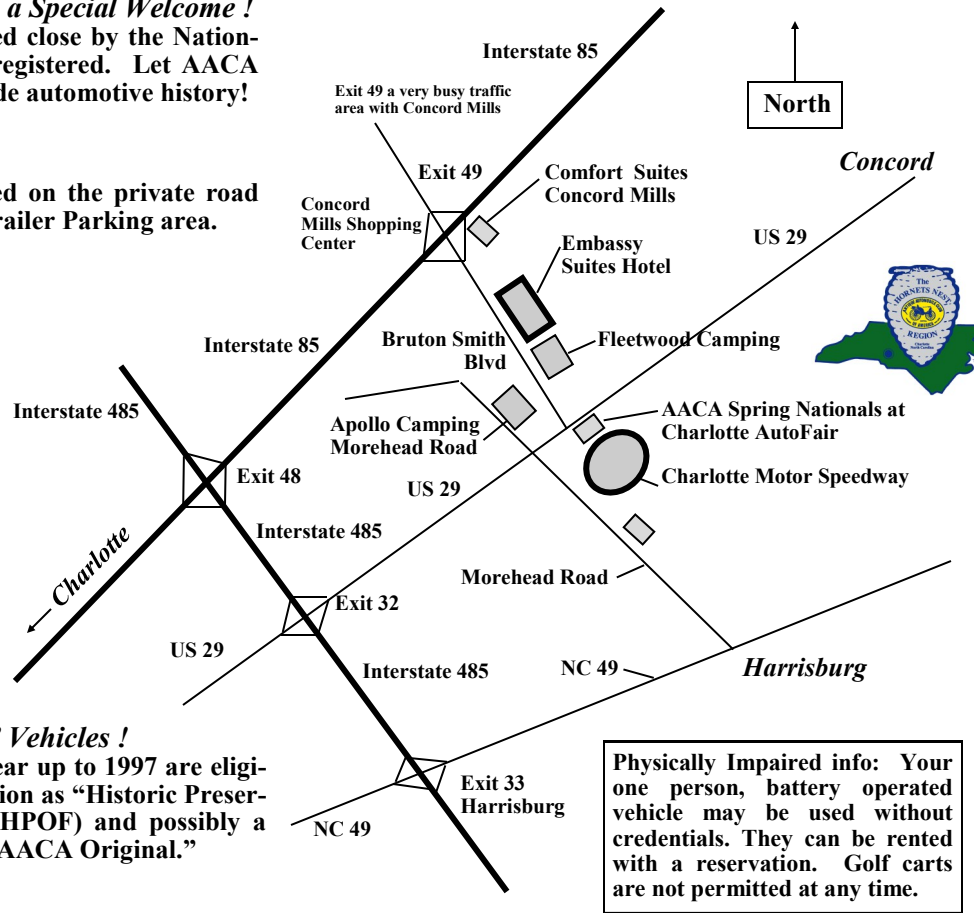 a Special Welcome !
ed close by the Nation-
registered. Let AACA
de automotive history!
ed on the private road
railer Parking area.
Interstate 85
Exit 49 a very busy traffic
area with Concord Mills
North
Concord
Exit 49
Comfort Suites
Concord Mills
Concord
Mills Shopping
Center
US 29
Embassy
Suites Hotel
The
HORNETS NEST
REGION
Interstate 85
Bruton Smith
Blvd
Fleetwood Camping
Interstate 485
Apollo Camping
Morehead Road
AACA Spring Nationals at
Charlotte AutoFair
Exit 48
US 29
Charlotte Motor Speedway
Interstate 485
Charlotte
Morehead Road
Exit 32
US 29
Interstate 485
NC 49
Harrisburg
Vehicles !
ear up to 1997 are eligi-
tion as “Historic Preser-
HPOF) and possibly a
AACA Original.”
Exit 33
Harrisburg
NC 49
Physically Impaired info: Your
one person, battery operated
vehicle may be used without
credentials. They can be rented
with a reservation. Golf carts
are not permitted at any time.